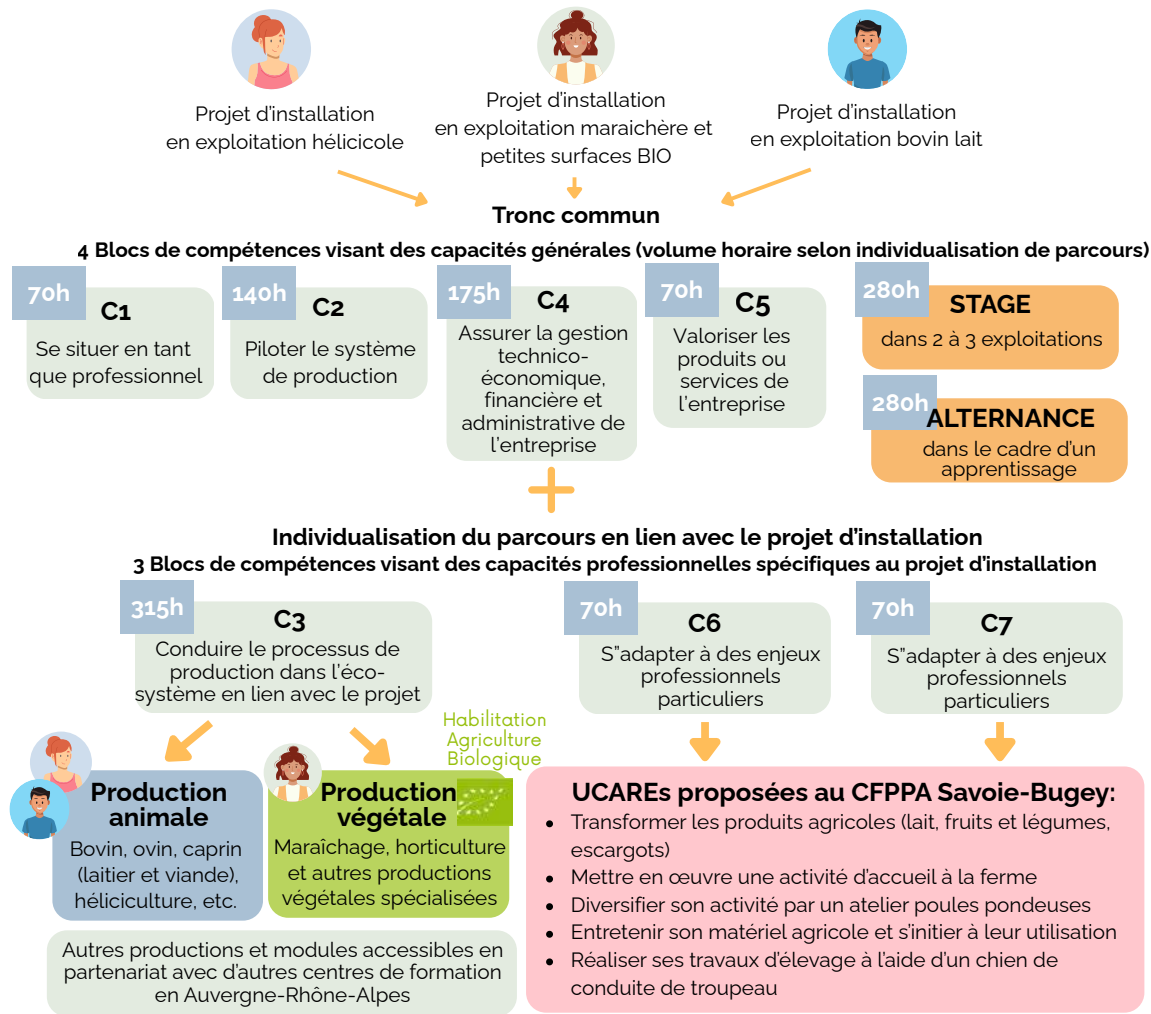 Projet d'installation
en exploitation hélicicole
Projet d'installation
en exploitation maraichère et
petites surfaces BIO
Projet d'installation
en exploitation bovin lait
Tronc commun
4 Blocs de compétences visant des capacités générales (volume horaire selon individualisation de parcours)
70h
C1
Se situer en tant
que professionnel
140h
C2
Piloter le système
de production
175h
C4
Assurer la gestion
technico-
économique,
financière et
administrative de
l'entreprise
70h
C5
Valoriser les
produits ou
services de
l'entreprise
280h
STAGE
dans 2 à 3 exploitations
280h
ALTERNANCE
dans le cadre d'un
apprentissage
Individualisation du parcours en lien avec le projet d'installation
3 Blocs de compétences visant des capacités professionnelles spécifiques au projet d'installation
315h
C3
Conduire le processus de
production dans l'éco-
système en lien avec le projet
70h
C6
S"adapter à des enjeux
professionnels
particuliers
70h
C7
S"adapter à des enjeux
professionnels
particuliers
Habilitation
Agriculture
Biologique
Production
animale
Bovin, ovin, caprin
(laitier et viande),
héliciculture, etc.
Production
végétale
Maraîchage, horticulture
et autres productions
végétales spécialisées
Autres productions et modules accessibles en
partenariat avec d'autres centres de formation
en Auvergne-Rhône-Alpes
UCAREs proposées au CFPPA Savoie-Bugey:
• Transformer les produits agricoles (lait, fruits et légumes,
escargots)
• Mettre en œuvre une activité d'accueil à la ferme
• Diversifier son activité par un atelier poules pondeuses
• Entretenir son matériel agricole et s'initier à leur utilisation
• Réaliser ses travaux d'élevage à l'aide d'un chien de
conduite de troupeau